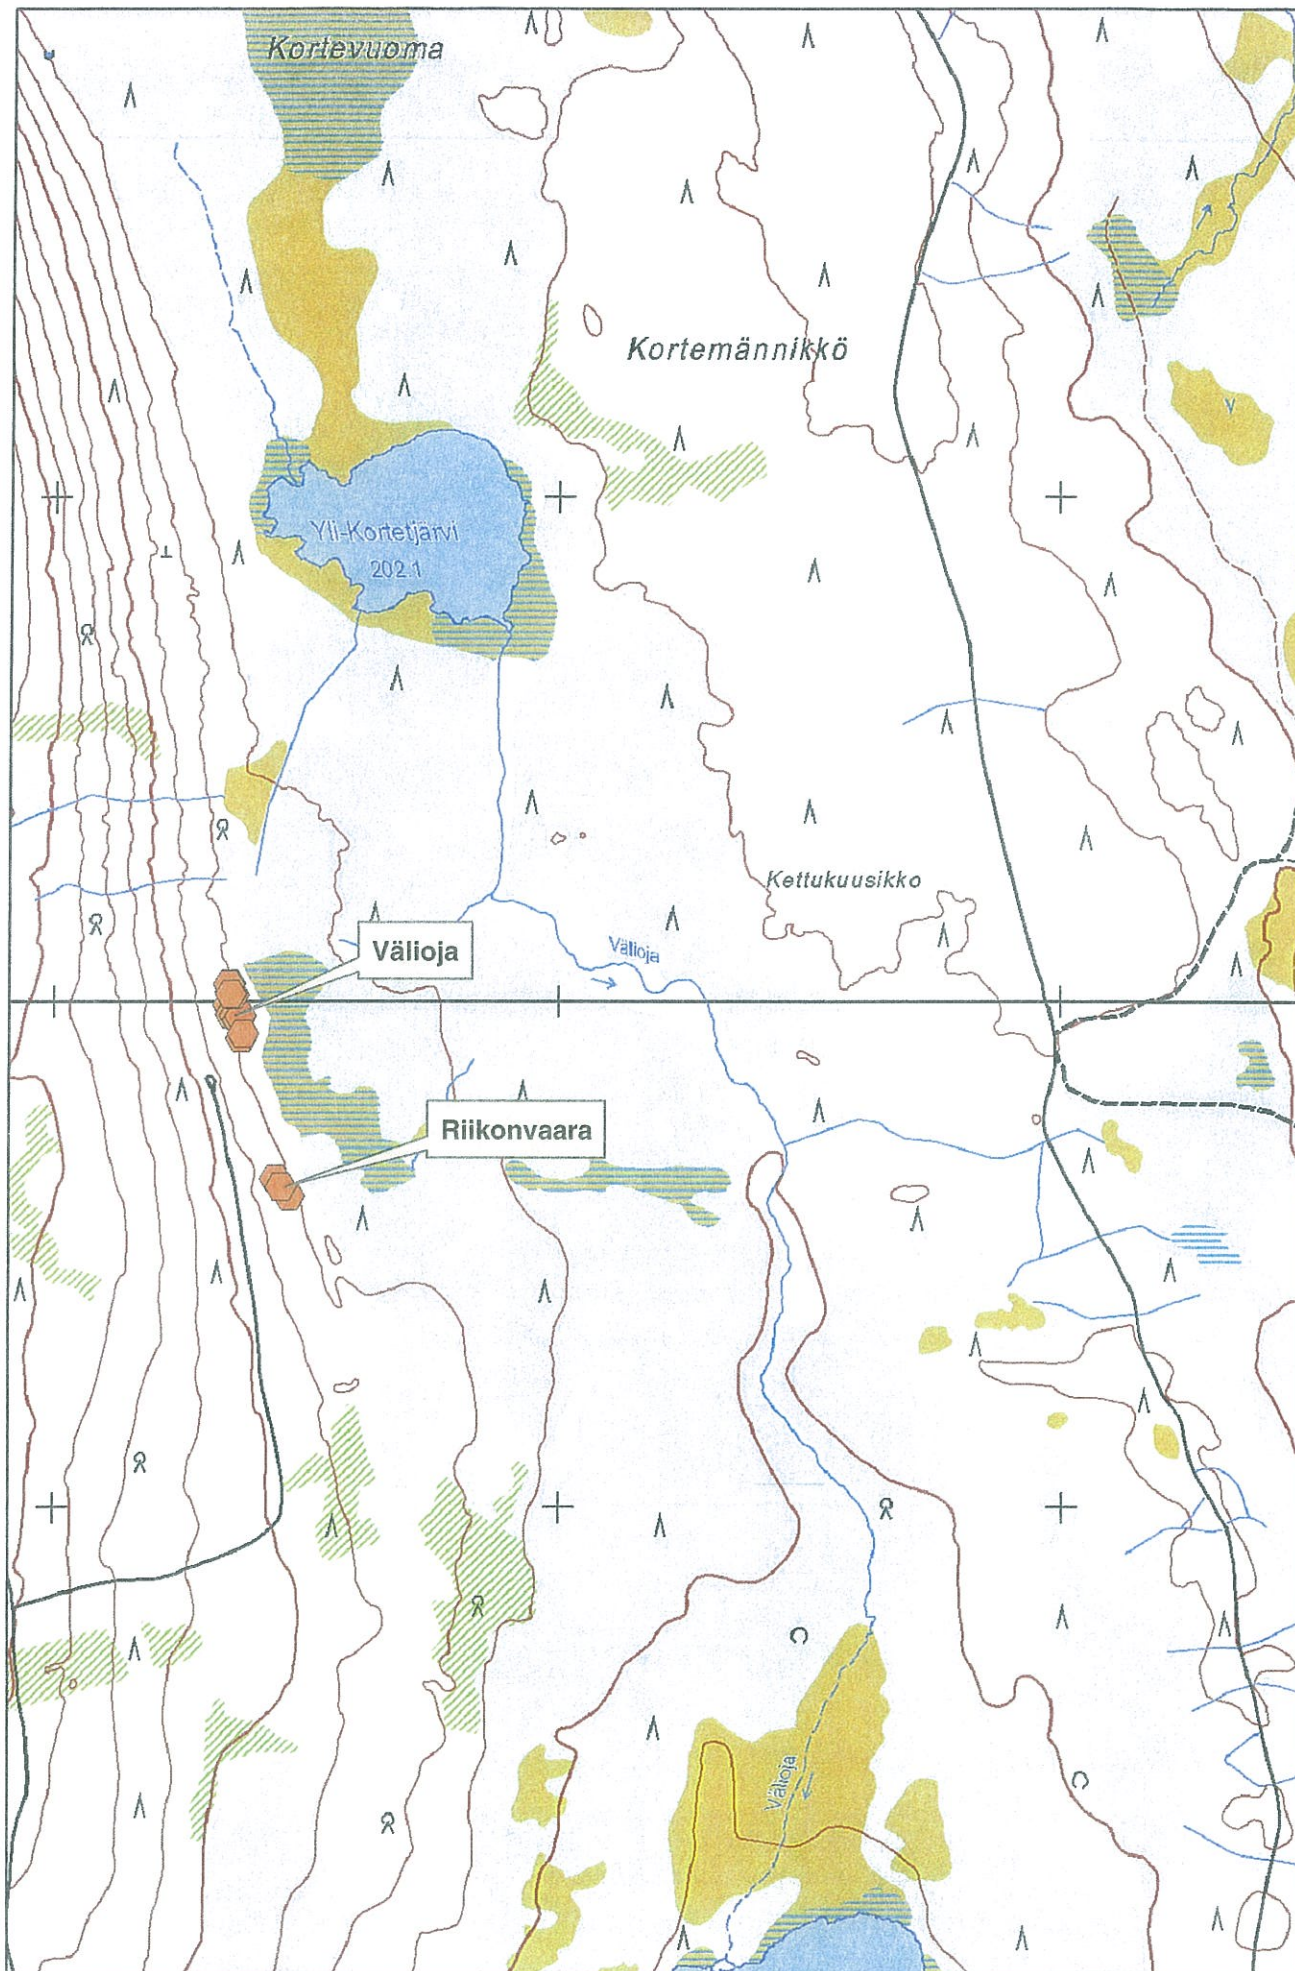 Kortevuoma
Kortemännikkö
Yli-Kortetjärvi
202.1
Kettukuusikko
Välioja
Välioja
Riikonvaara
Välioja